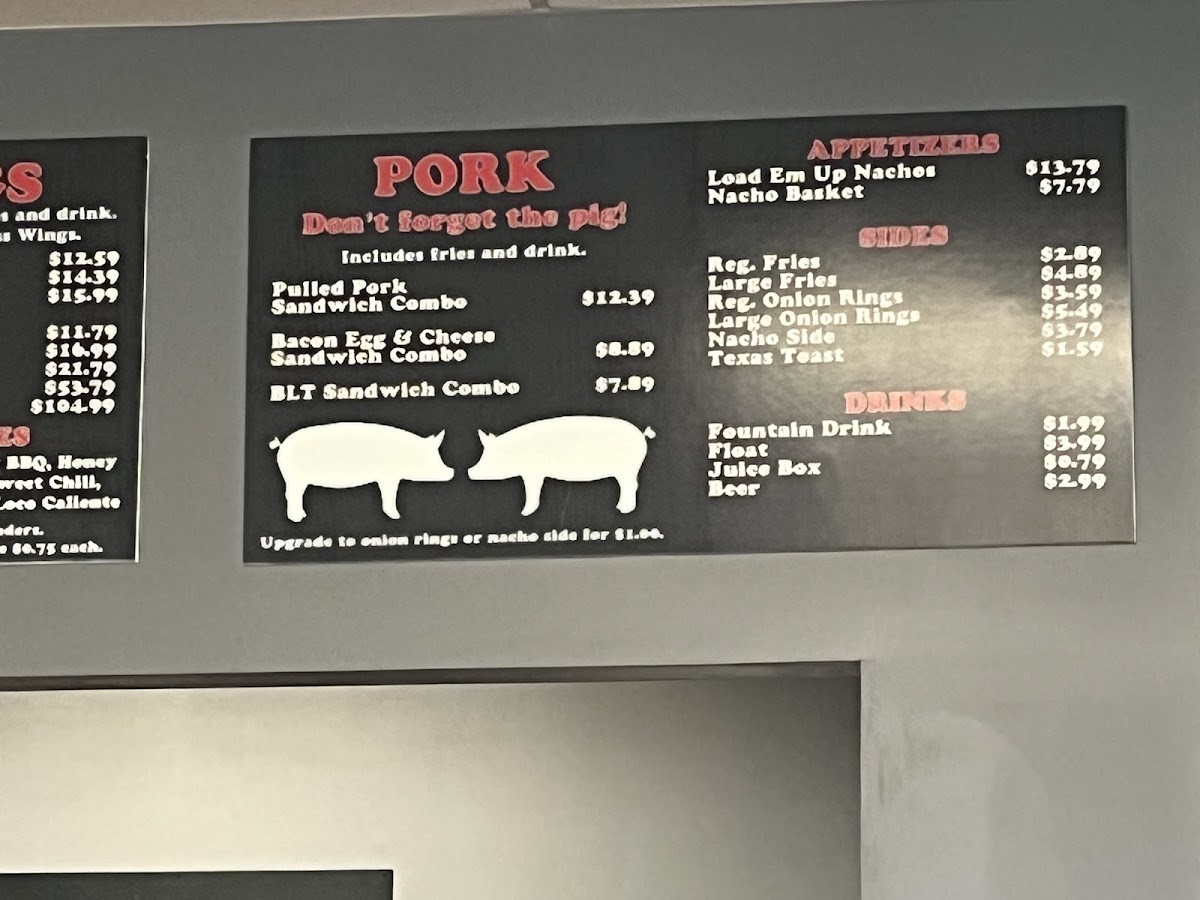 GS
and drink.
Wings.
$12.59
$14.39
$15.99
$11.79
$16.99
$21.79
$53.79
$104.99
ES
BBQ, Honey
weet Chili,
Loco Caliente
ders.
$0.75 each.
PORK
Don't forget the pig!
Includes fries and drink.
Pulled Pork
Sandwich Combo $12.39
Bacon Egg & Cheese
Sandwich Combo $8.89
BLT Sandwich Combo $7.89
Upgrade to onion rings or nacho side for $1.00.
APPETIZERS
Load Em Up Nachos $13.79
Nacho Basket $7.79
SIDES
Reg. Fries $2.89
Large Fries $4.89
Reg. Onion Rings $3.59
Large Onion Rings $5.49
Nacho Side $3.79
Texas Toast $1.59
DRINKS
Fountain Drink $1.99
Float $3.99
Juice Box $0.79
Beer $2.99